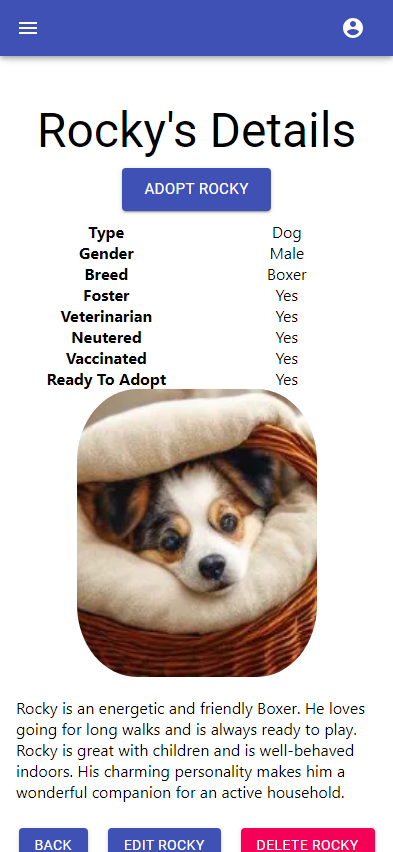 Rocky's Details
ADOPT ROCKY
Type Dog
Gender Male
Breed Boxer
Foster Yes
Veterinarian Yes
Neutered Yes
Vaccinated Yes
Ready To Adopt Yes
Rocky is an energetic and friendly Boxer. He loves
going for long walks and is always ready to play.
Rocky is great with children and is well-behaved
indoors. His charming personality makes him a
wonderful companion for an active household.
BACK EDIT ROCKY DELETE ROCKY